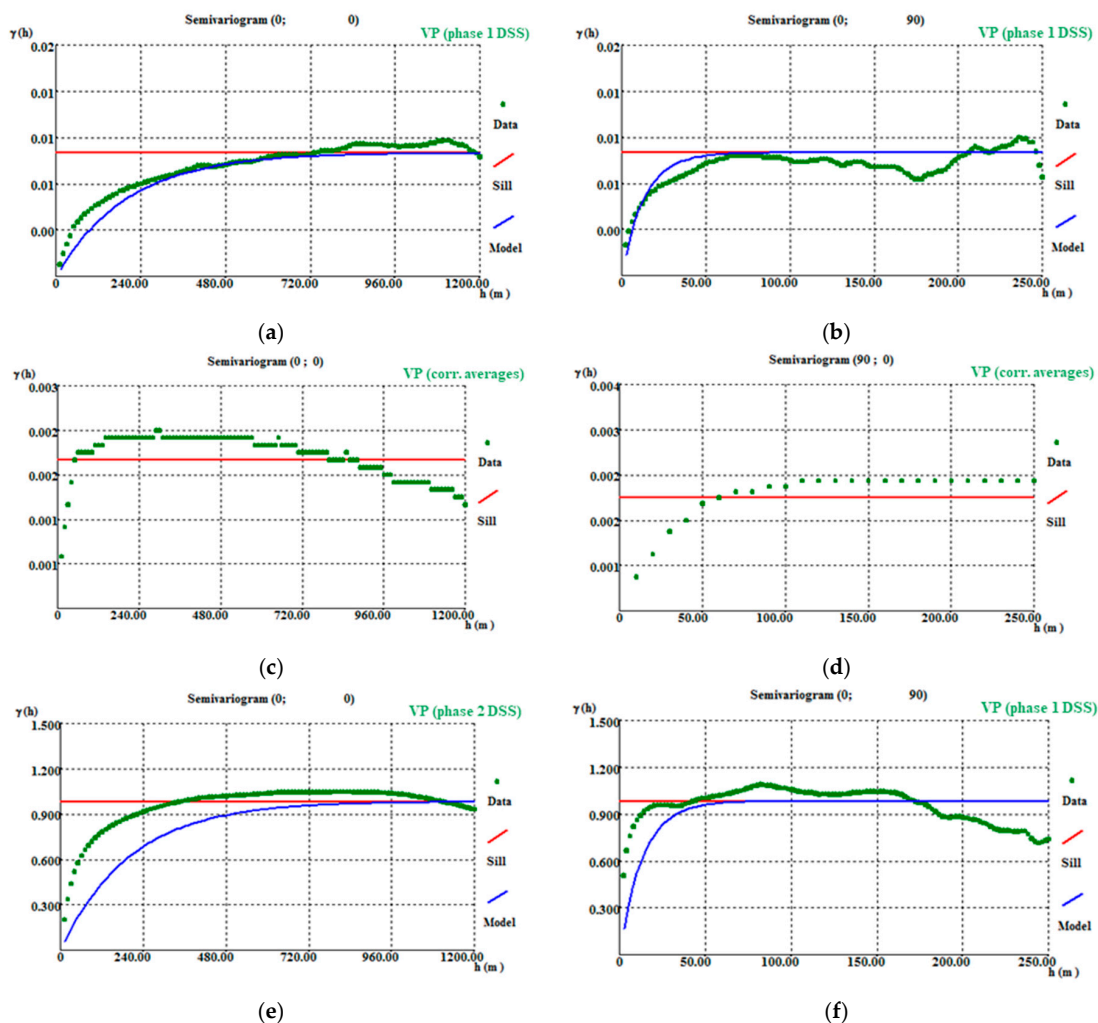 Semivariogram (0; 0)
γ(h)
VP (phase 1 DSS)
0.02
0.01
0.01
0.01
0.00
0 240.00 480.00 720.00 960.00 1200.00
h (m)
Data
Sill
Model
(a)
Semivariogram (0; 90)
γ(h)
VP (phase 1 DSS)
0.02
0.01
0.01
0.01
0.00
0 50.00 100.00 150.00 200.00 250.00
h (m)
Data
Sill
Model
(b)
Semivariogram (0 ; 0)
γ(h)
VP (corr. averages)
0.003
0.002
0.002
0.001
0.001
0 240.00 480.00 720.00 960.00 1200.00
h (m)
Data
Sill
(c)
Semivariogram (90 ; 0)
γ(h)
VP (corr. averages)
0.004
0.003
0.002
0.002
0.001
0 50.00 100.00 150.00 200.00 250.00
h (m)
Data
Sill
(d)
Semivariogram (0; 0)
γ(h)
VP (phase 2 DSS)
1.500
1.200
0.900
0.600
0.300
0 240.00 480.00 720.00 960.00 1200.00
h (m)
Data
Sill
Model
(e)
Semivariogram (0; 90)
γ(h)
VP (phase 1 DSS)
1.500
1.200
0.900
0.600
0.300
0 50.00 100.00 150.00 200.00 250.00
h (m)
Data
Sill
Model
(f)